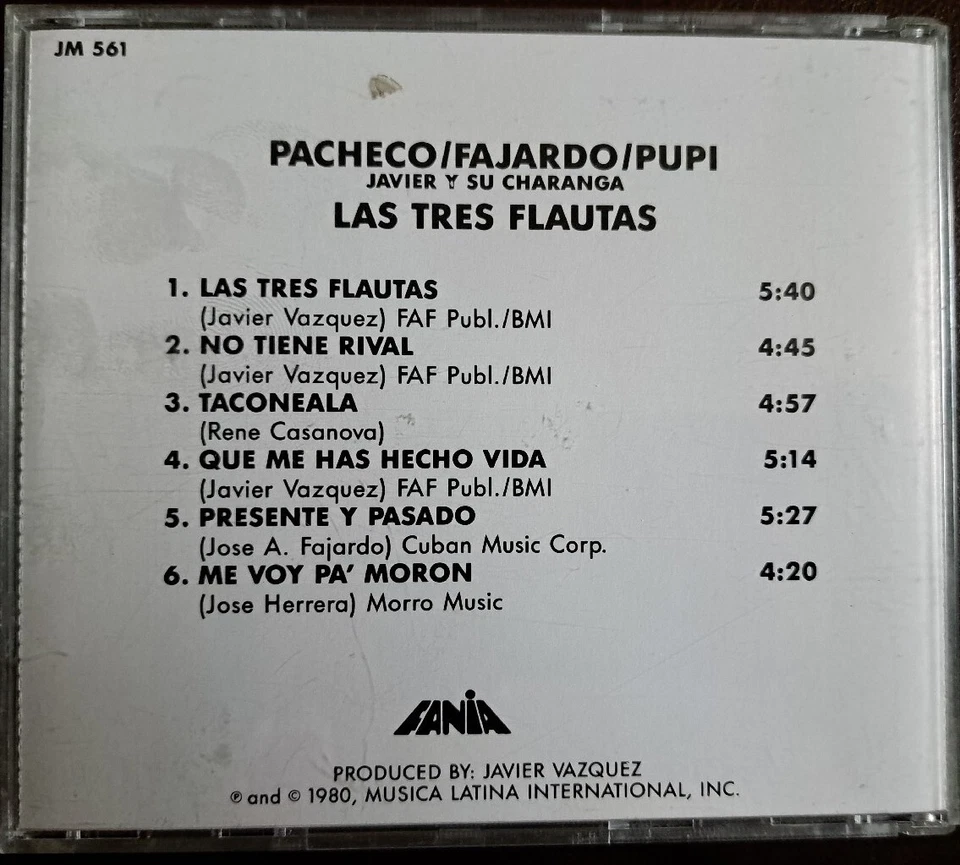 JM 561
PACHECO/FAJARDO/PUPI
JAVIER Y SU CHARANGA
LAS TRES FLAUTAS
1. LAS TRES FLAUTAS 5:40
(Javier Vazquez) FAF Publ./BMI
2. NO TIENE RIVAL 4:45
(Javier Vazquez) FAF Publ./BMI
3. TACONEALA 4:57
(Rene Casanova)
4. QUE ME HAS HECHO VIDA 5:14
(Javier Vazquez) FAF Publ./BMI
5. PRESENTE Y PASADO 5:27
(Jose A. Fajardo) Cuban Music Corp.
6. ME VOY PA' MORON 4:20
(Jose Herrera) Morro Music
FANIA
PRODUCED BY: JAVIER VAZQUEZ
℗ and © 1980, MUSICA LATINA INTERNATIONAL, INC.